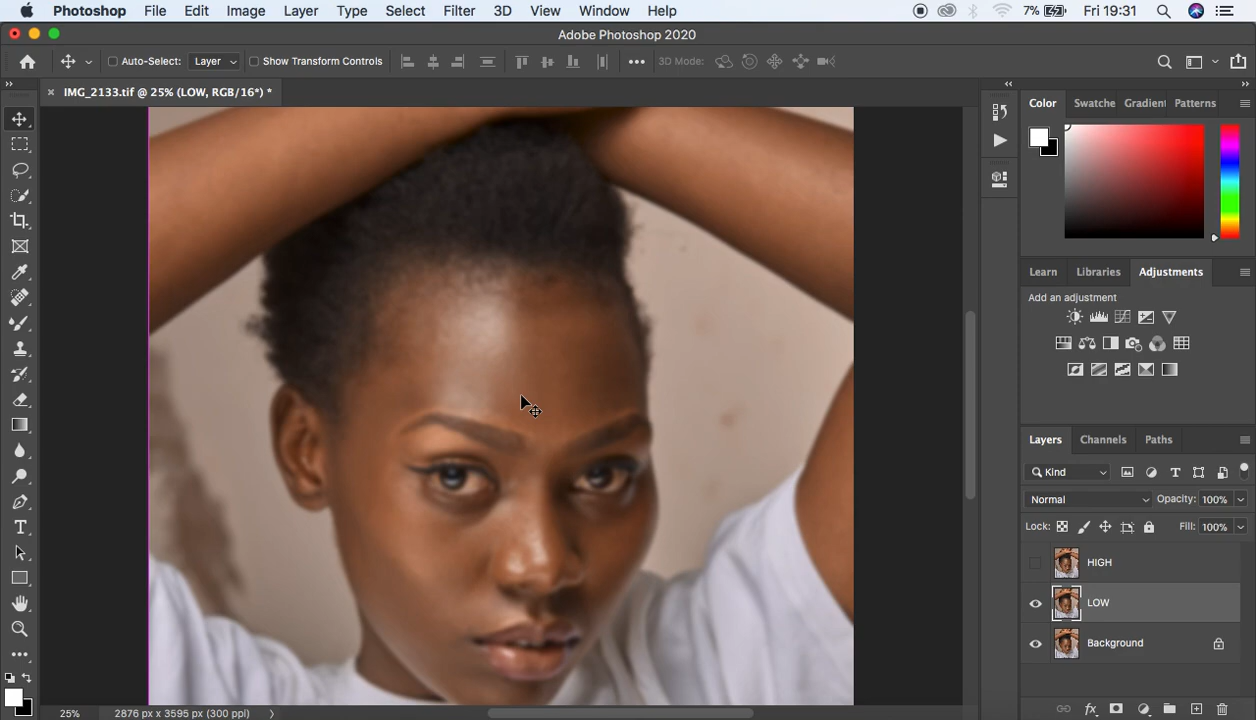 Photoshop File Edit Image Layer Type Select Filter 3D View Window Help 7% Fri 19:31
Adobe Photoshop 2020
Auto-Select: Layer Show Transform Controls 3D Mode:
IMG_2133.tif @ 25% (LOW, RGB/16*) *
Color Swatche Gradient Patterns
Learn Libraries Adjustments
Add an adjustment
Layers Channels Paths
Kind
Normal Opacity: 100%
Lock: Fill: 100%
HIGH
LOW
Background
25% 2876 px x 3595 px (300 ppi)